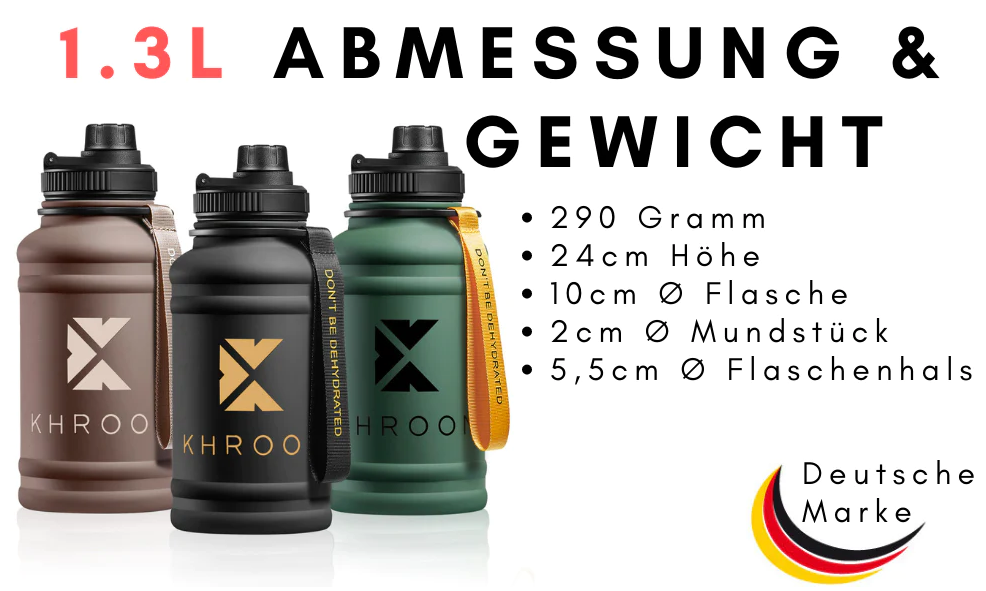 1.3L ABMESSUNG &
GEWICHT
• 290 Gramm
• 24cm Höhe
• 10cm Ø Flasche
• 2cm Ø Mundstück
• 5,5cm Ø Flaschenhals
KHROO
DON'T BE DEHYDRATED
KHROO
DON'T BE DEHYDRATED
HROON
Deutsche
Marke